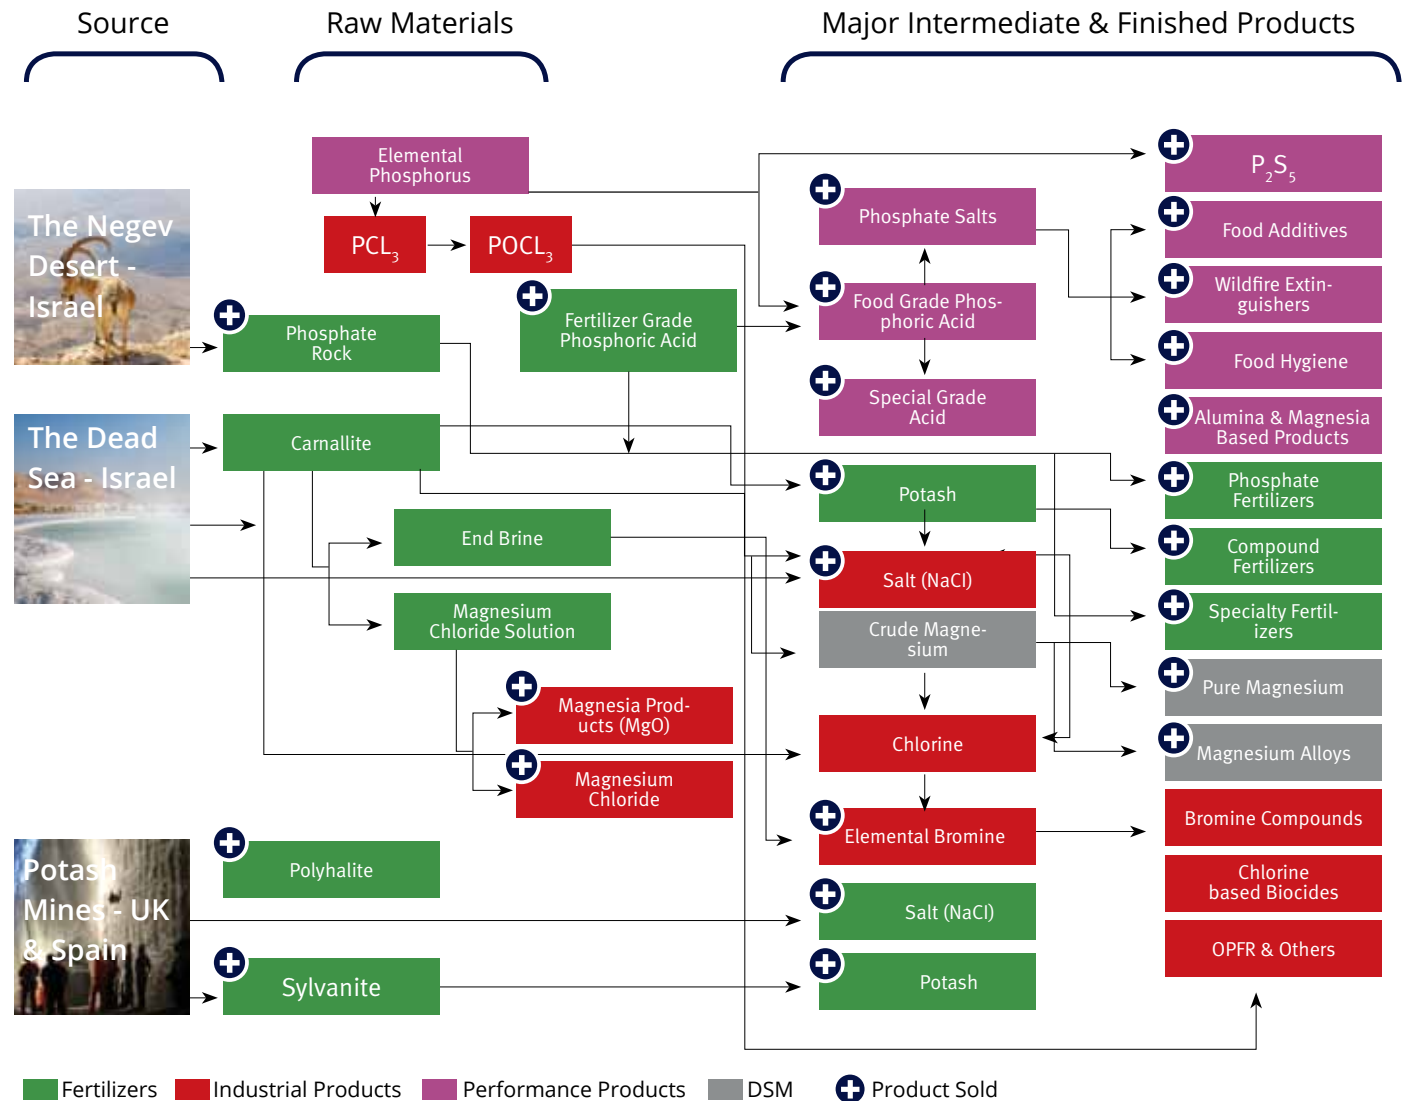 Source
Raw Materials
Major Intermediate & Finished Products
Elemental
Phosphorus
PCL₃
POCL₃
The Negev
Desert -
Israel
Phosphate
Rock
Fertilizer Grade
Phosphoric Acid
Phosphate Salts
Food Grade Phos-
phoric Acid
Special Grade
Acid
P₂S₅
Food Additives
Wildfire Extin-
guishers
Food Hygiene
Alumina & Magnesia
Based Products
The Dead
Sea - Israel
Carnallite
End Brine
Magnesium
Chloride Solution
Magnesia Prod-
ucts (MgO)
Magnesium
Chloride
Potash
Salt (NaCl)
Crude Magne-
sium
Chlorine
Elemental Bromine
Phosphate
Fertilizers
Compound
Fertilizers
Specialty Fertil-
izers
Pure Magnesium
Magnesium Alloys
Bromine Compounds
Chlorine
based Biocides
OPFR & Others
Potash
Mines - UK
& Spain
Polyhalite
Sylvanite
Salt (NaCl)
Potash
Fertilizers
Industrial Products
Performance Products
DSM
Product Sold